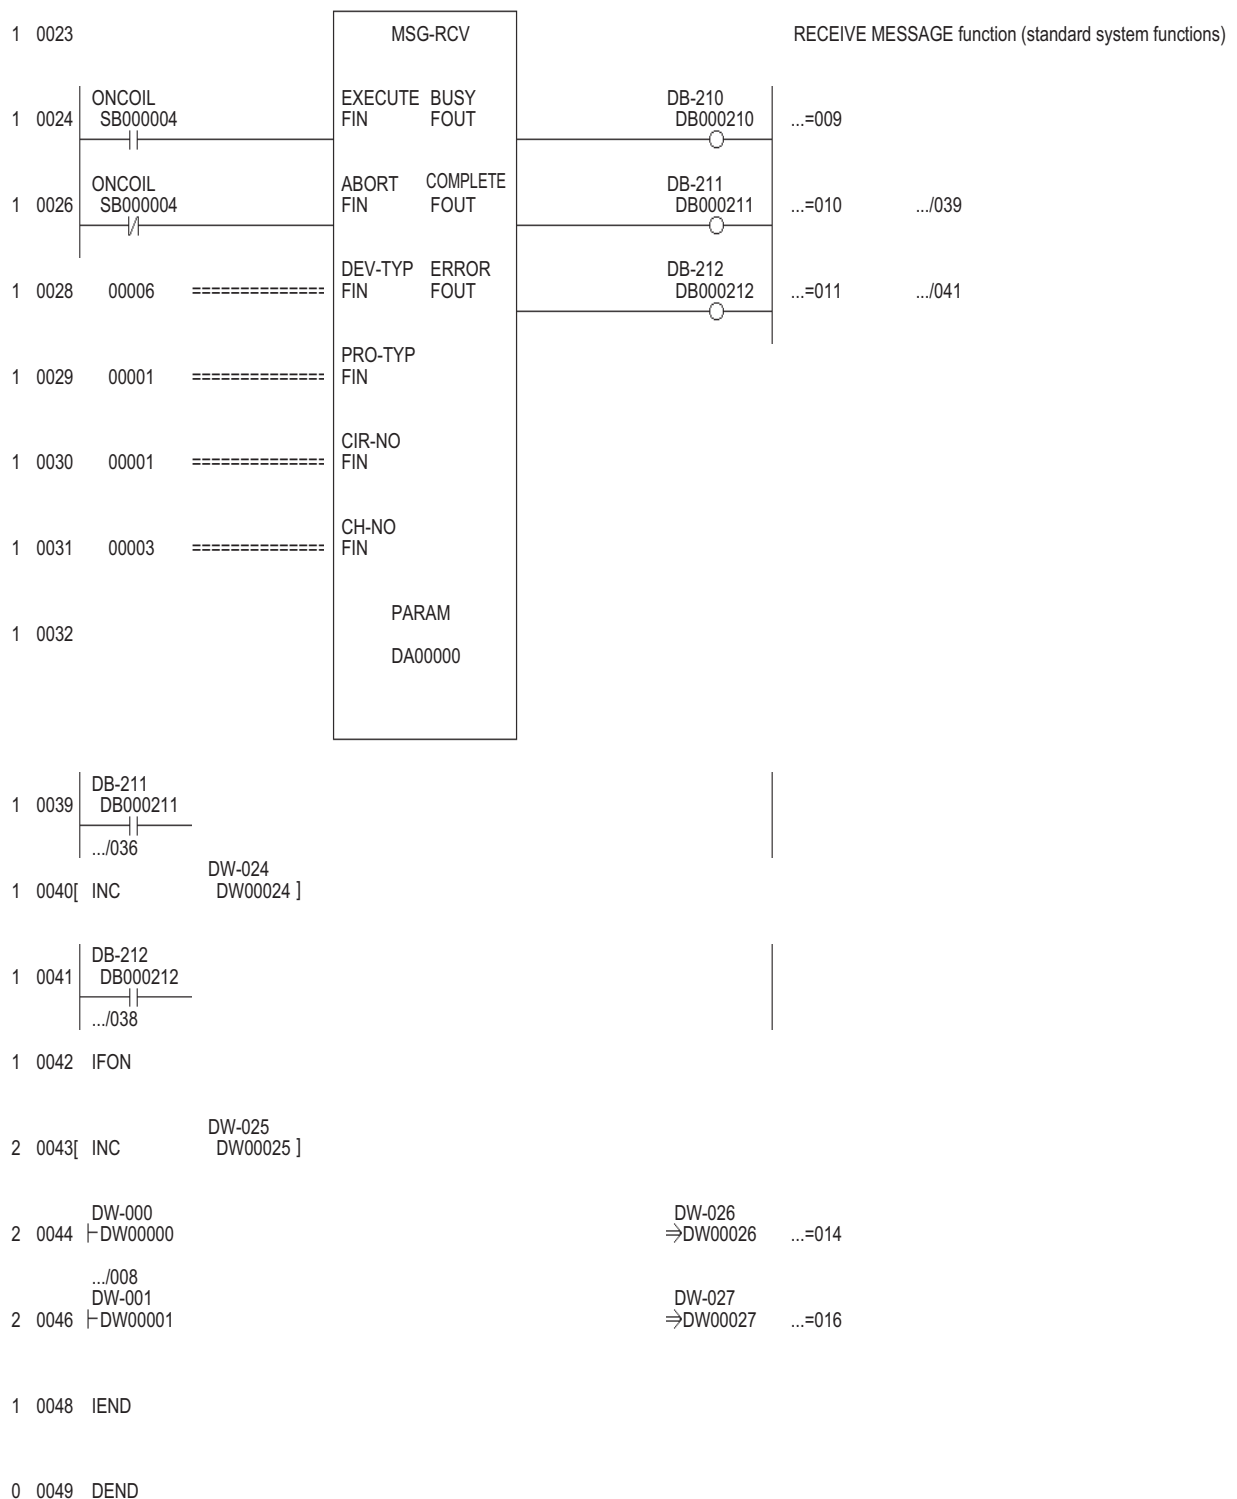 1 0023 MSG-RCV RECEIVE MESSAGE function (standard system functions)
ONCOIL EXECUTE BUSY DB-210
1 0024 SB000004 FIN FOUT DB000210 ...=009
ONCOIL ABORT COMPLETE DB-211
1 0026 SB000004 FIN FOUT DB000211 ...=010 .../039
DEV-TYP ERROR DB-212
1 0028 00006 ============== FIN FOUT DB000212 ...=011 .../041
PRO-TYP
1 0029 00001 ============== FIN
CIR-NO
1 0030 00001 ============== FIN
CH-NO
1 0031 00003 ============== FIN
PARAM
1 0032
DA00000
DB-211
1 0039 DB000211
.../036
DW-024
1 0040[ INC DW00024 ]
DB-212
1 0041 DB000212
.../038
1 0042 IFON
DW-025
2 0043[ INC DW00025 ]
DW-000 DW-026
2 0044 ⊢DW00000 ⇒DW00026 ...=014
.../008
DW-001 DW-027
2 0046 ⊢DW00001 ⇒DW00027 ...=016
1 0048 IEND
0 0049 DEND